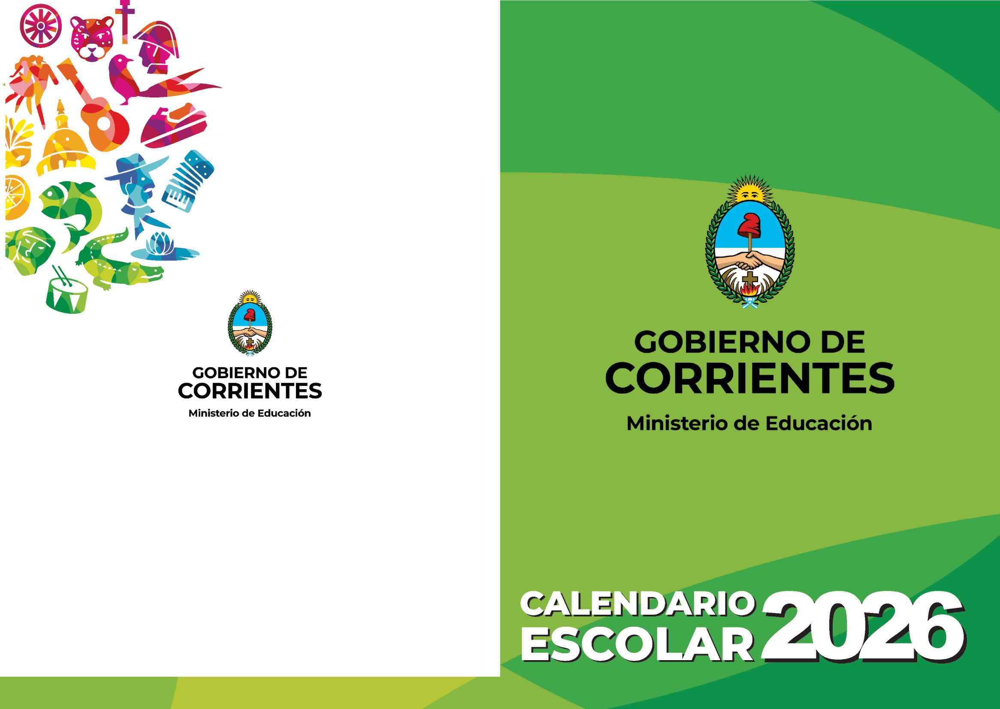 GOBIERNO DE
CORRIENTES
Ministerio de Educación
GOBIERNO DE
CORRIENTES
Ministerio de Educación
CALENDARIO
ESCOLAR 2026